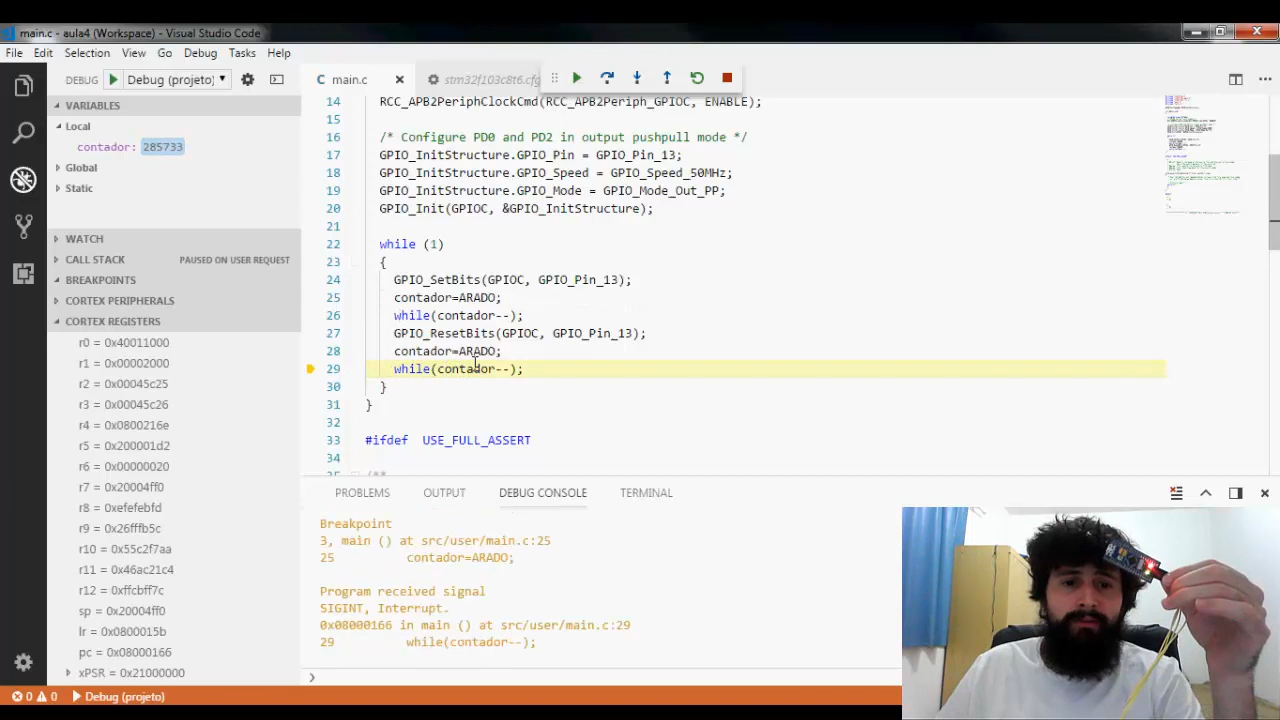 main.c - aula4 (Workspace) - Visual Studio Code
File Edit Selection View Go Debug Tasks Help
DEBUG Debug (projeto)
main.c stm32f103c8t6.cfg
VARIABLES
Local
contador: 285733
Global
Static
WATCH
CALL STACK PAUSED ON USER REQUEST
BREAKPOINTS
CORTEX PERIPHERALS
CORTEX REGISTERS
r0 = 0x40011000
r1 = 0x00002000
r2 = 0x00045c25
r3 = 0x00045c26
r4 = 0x0800216e
r5 = 0x200001d2
r6 = 0x00000020
r7 = 0x20004ff0
r8 = 0xefefebfd
r9 = 0x26fffb5c
r10 = 0x55c2f7aa
r11 = 0x46ac21c4
r12 = 0xffcbff7c
sp = 0x20004ff0
lr = 0x0800015b
pc = 0x08000166
xPSR = 0x21000000
14 RCC_APB2PeriphClockCmd(RCC_APB2Periph_GPIOC, ENABLE);
15
16 /* Configure PD0 and PD2 in output pushpull mode */
17 GPIO_InitStructure.GPIO_Pin = GPIO_Pin_13;
18 GPIO_InitStructure.GPIO_Speed = GPIO_Speed_50MHz;
19 GPIO_InitStructure.GPIO_Mode = GPIO_Mode_Out_PP;
20 GPIO_Init(GPIOC, &GPIO_InitStructure);
21
22 while (1)
23 {
24 GPIO_SetBits(GPIOC, GPIO_Pin_13);
25 contador=ARADO;
26 while(contador--);
27 GPIO_ResetBits(GPIOC, GPIO_Pin_13);
28 contador=ARADO;
29 while(contador--);
30 }
31 }
32
33 #ifdef USE_FULL_ASSERT
34
35 /**
PROBLEMS OUTPUT DEBUG CONSOLE TERMINAL
Breakpoint
3, main () at src/user/main.c:25
25 contador=ARADO;
Program received signal
SIGINT, Interrupt.
0x08000166 in main () at src/user/main.c:29
29 while(contador--);
0 0 Debug (projeto)